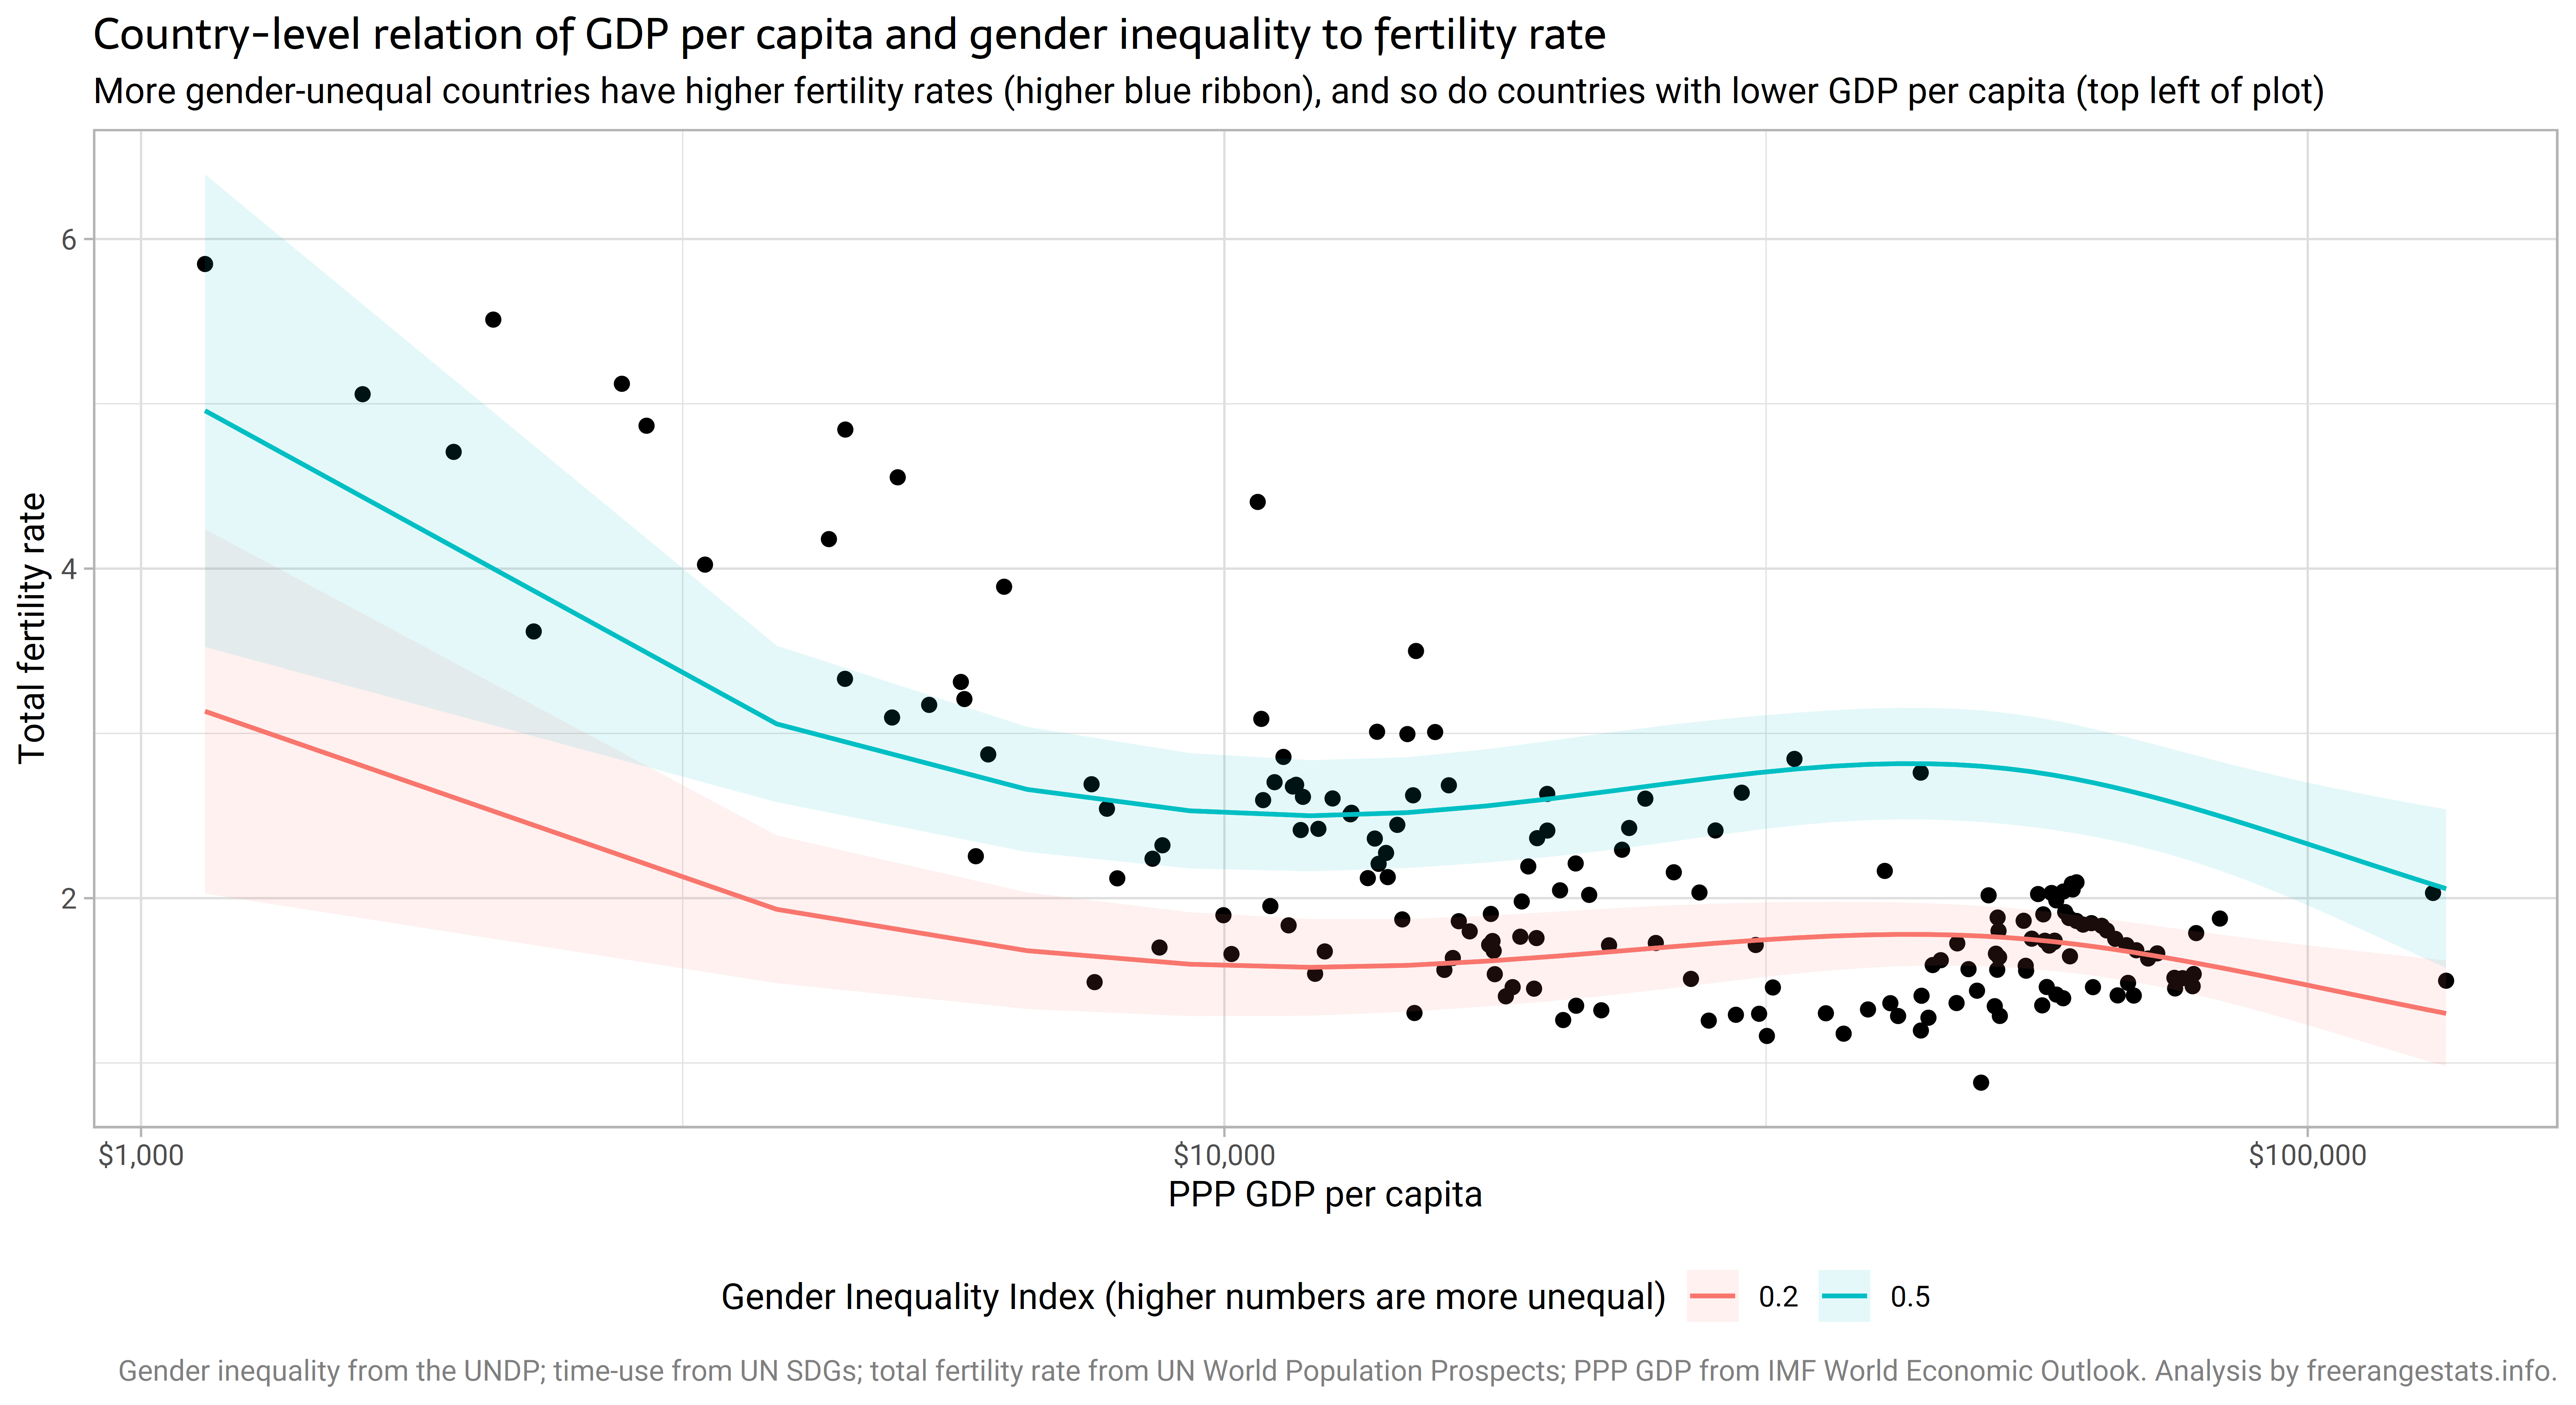 Country-level relation of GDP per capita and gender inequality to fertility rate
More gender-unequal countries have higher fertility rates (higher blue ribbon), and so do countries with lower GDP per capita (top left of plot)
Total fertility rate
6
4
2
$1,000
$10,000
$100,000
PPP GDP per capita
Gender Inequality Index (higher numbers are more unequal)
0.2
0.5
Gender inequality from the UNDP; time-use from UN SDGs; total fertility rate from UN World Population Prospects; PPP GDP from IMF World Economic Outlook. Analysis by freerangestats.info.